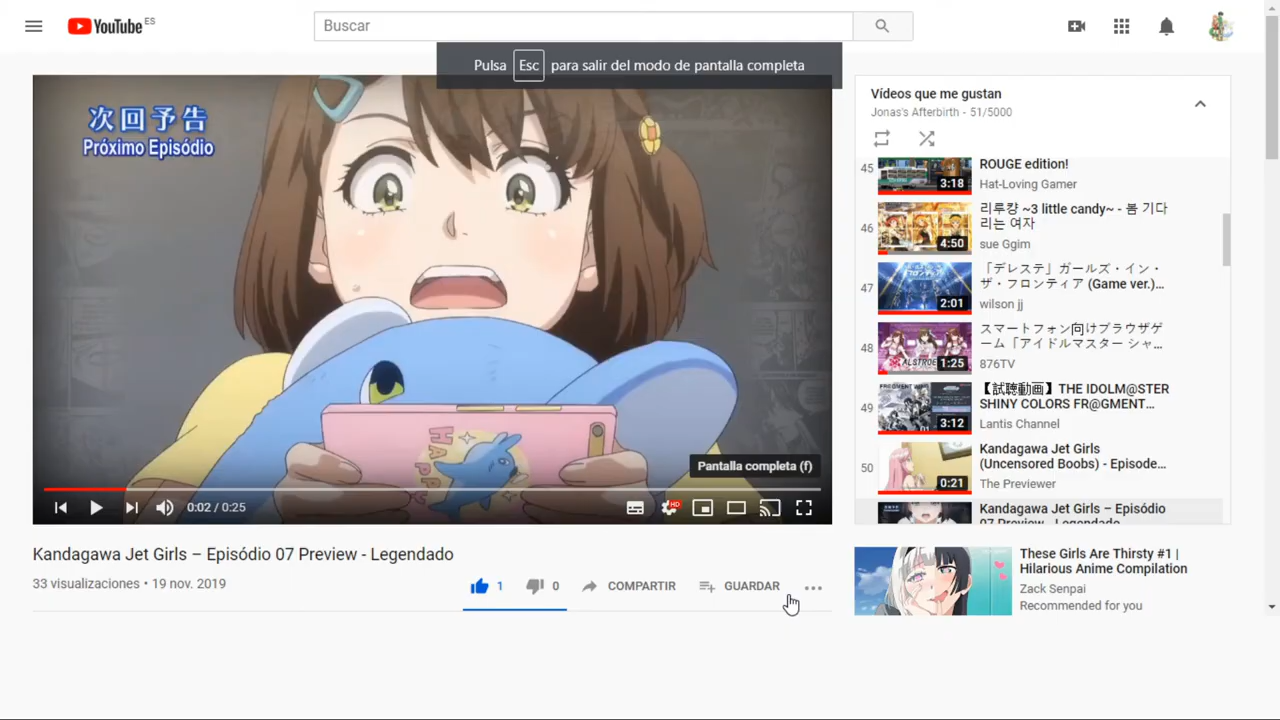 YouTube ES
Buscar
Pulsa Esc para salir del modo de pantalla completa
次回予告
Próximo Episódio
HAPPY
Pantalla completa (f)
0:02 / 0:25
HD
Kandagawa Jet Girls – Episódio 07 Preview - Legendado
33 visualizaciones • 19 nov. 2019
1
0
COMPARTIR
GUARDAR
Vídeos que me gustan
Jonas's Afterbirth - 51/5000
45
3:18
ROUGE edition!
Hat-Loving Gamer
46
4:50
리루캉 ~3 little candy~ - 봄 기다
리는 여자
sue Ggim
47
2:01
「デレステ」ガールズ・イン・
ザ・フロンティア (Game ver.)...
wilson jj
48
ALSTROE
1:25
スマートフォン向けブラウザゲ
ーム「アイドルマスター シャ...
876TV
49
3:12
【試聴動画】THE IDOLM@STER
SHINY COLORS FR@GMENT...
Lantis Channel
50
0:21
Kandagawa Jet Girls
(Uncensored Boobs) - Episode...
The Previewer
Kandagawa Jet Girls – Episódio
07 Preview - Legendado
These Girls Are Thirsty #1 |
Hilarious Anime Compilation
Zack Senpai
Recommended for you